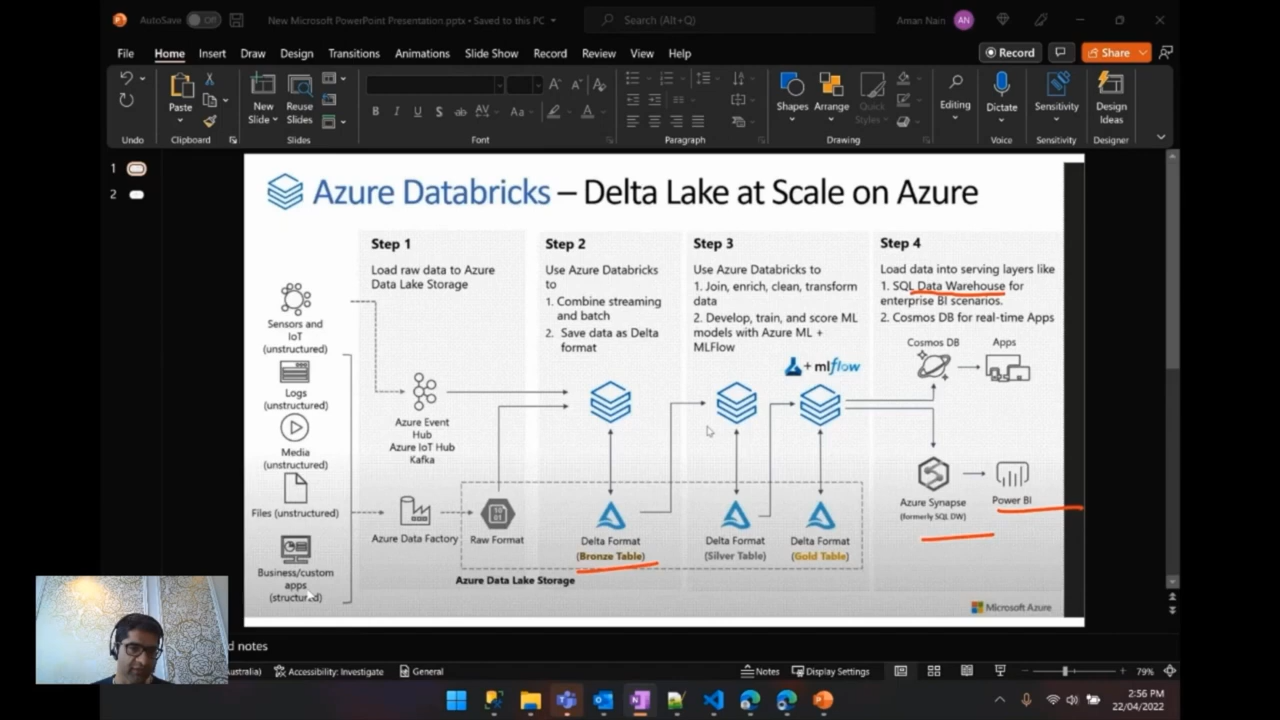 AutoSave
Off
New Microsoft PowerPoint Presentation.pptx • Saved to this PC
Search (Alt+Q)
Aman Nain
AN
File
Home
Insert
Draw
Design
Transitions
Animations
Slide Show
Record
Review
View
Help
Record
Share
Paste
New
Slide
Reuse
Slides
Shapes
Arrange
Quick
Styles
Editing
Dictate
Sensitivity
Design
Ideas
Undo
Clipboard
Slides
Font
Paragraph
Drawing
Voice
Sensitivity
Designer
1
2
Azure Databricks – Delta Lake at Scale on Azure
Step 1
Load raw data to Azure
Data Lake Storage
Step 2
Use Azure Databricks
to
1. Combine streaming
and batch
2. Save data as Delta
format
Step 3
Use Azure Databricks to
1. Join, enrich, clean, transform
data
2. Develop, train, and score ML
models with Azure ML +
MLFlow
Step 4
Load data into serving layers like
1. SQL Data Warehouse for
enterprise BI scenarios.
2. Cosmos DB for real-time Apps
Sensors and
IoT
(unstructured)
Logs
(unstructured)
Media
(unstructured)
Files (unstructured)
Business/custom
apps
(structured)
Azure Event
Hub
Azure IoT Hub
Kafka
Azure Data Factory
Raw Format
10
01
Delta Format
(Bronze Table)
Azure Data Lake Storage
+ mlflow
Delta Format
(Silver Table)
Delta Format
(Gold Table)
Cosmos DB
Apps
Azure Synapse
(formerly SQL DW)
Power BI
Microsoft Azure
d notes
ustralia)
Accessibility: Investigate
General
Notes
Display Settings
79%
2:56 PM
22/04/2022